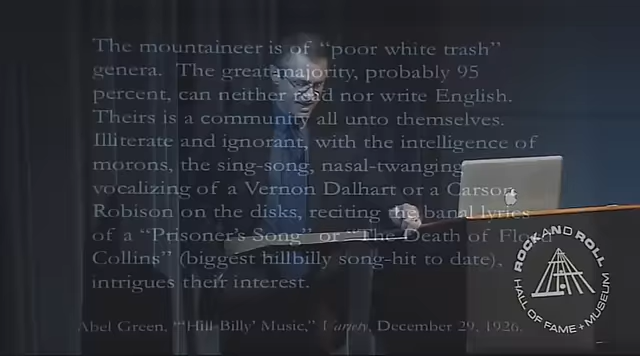 The mountaineer is of “poor white trash”
genera. The great majority, probably 95
percent, can neither read nor write English.
Theirs is a community all unto themselves.
Illiterate and ignorant, with the intelligence of
morons, the sing-song, nasal-twanging
vocalizing of a Vernon Dalhart or a Carson
Robison on the disks, reciting the banal lyrics
of a “Prisoner’s Song” or “The Death of Floyd
Collins” (biggest hillbilly song-hit to date),
intrigues their interest.
Abel Green, “‘Hill-Billy’ Music,” Variety, December 29, 1926.
ROCK AND ROLL
HALL OF FAME + MUSEUM